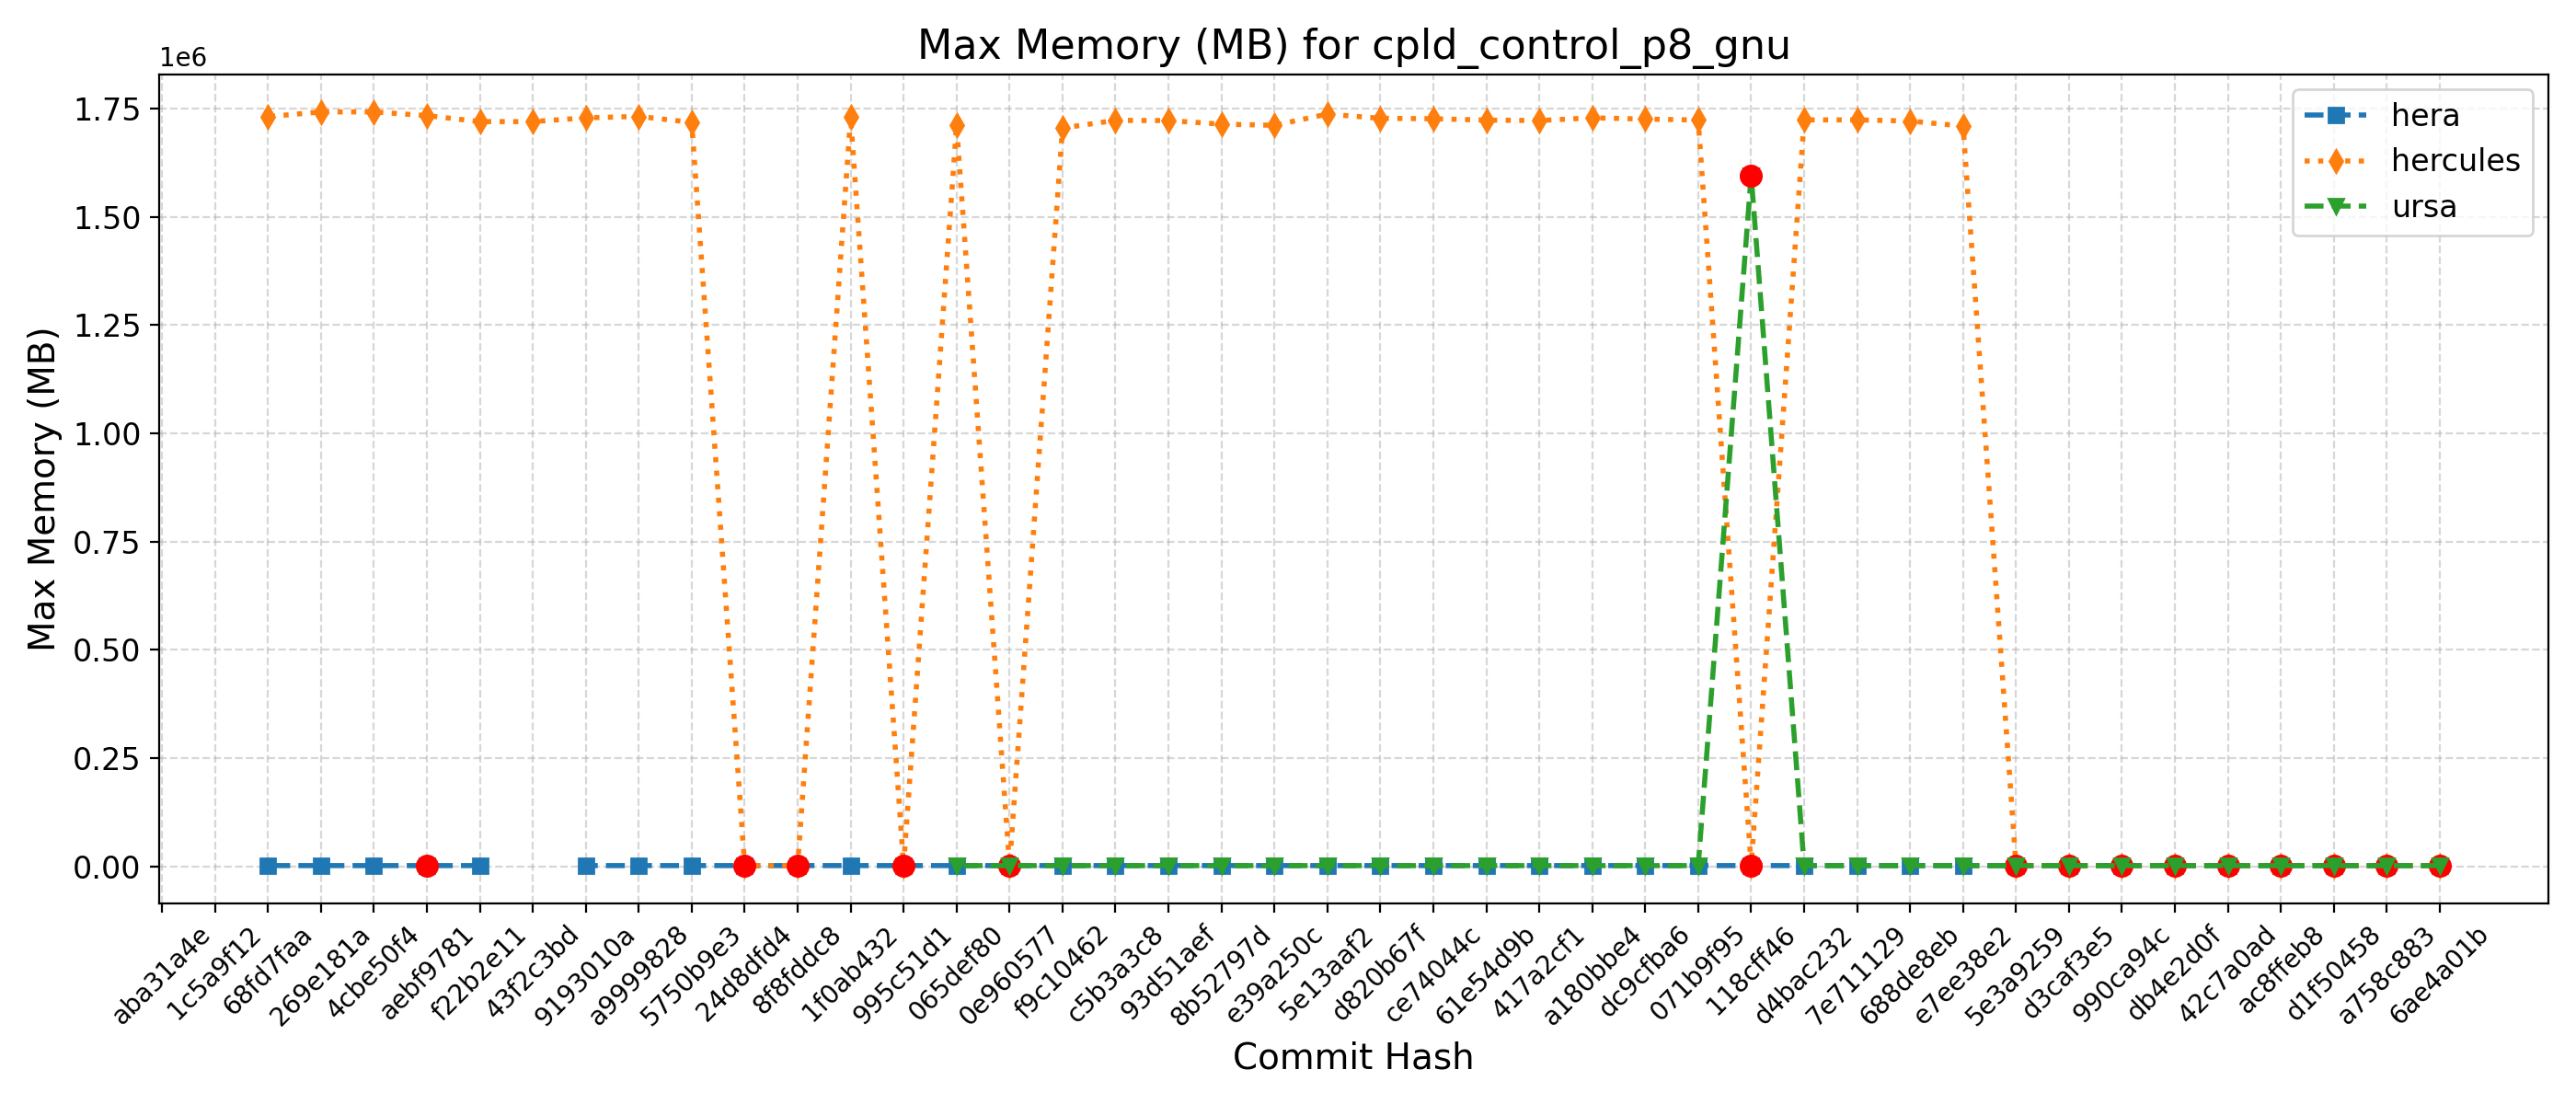 Max Memory (MB) for cpld_control_p8_gnu
1e6
hera
hercules
ursa
1.75
1.50
1.25
1.00
0.75
0.50
0.25
0.00
Max Memory (MB)
aba31a4e
1c5a9f12
68fd7faa
269e181a
4cbe50f4
aebf9781
f22b2e11
43f2c3bd
9193010a
a9999828
5750b9e3
24d8dfd4
8f8fddc8
1f0ab432
995c51d1
065def80
0e960577
f9c10462
c5b3a3c8
93d51aef
8b52797d
e39a250c
5e13aaf2
d820b67f
ce74044c
61e54d9b
417a2cf1
a180bbe4
dc9cfba6
071b9f95
118cff46
d4bac232
7e711129
688de8eb
e7ee38e2
5e3a9259
d3caf3e5
990ca94c
db4e2d0f
42c7a0ad
ac8ffeb8
d1f50458
a758c883
6ae4a01b
Commit Hash